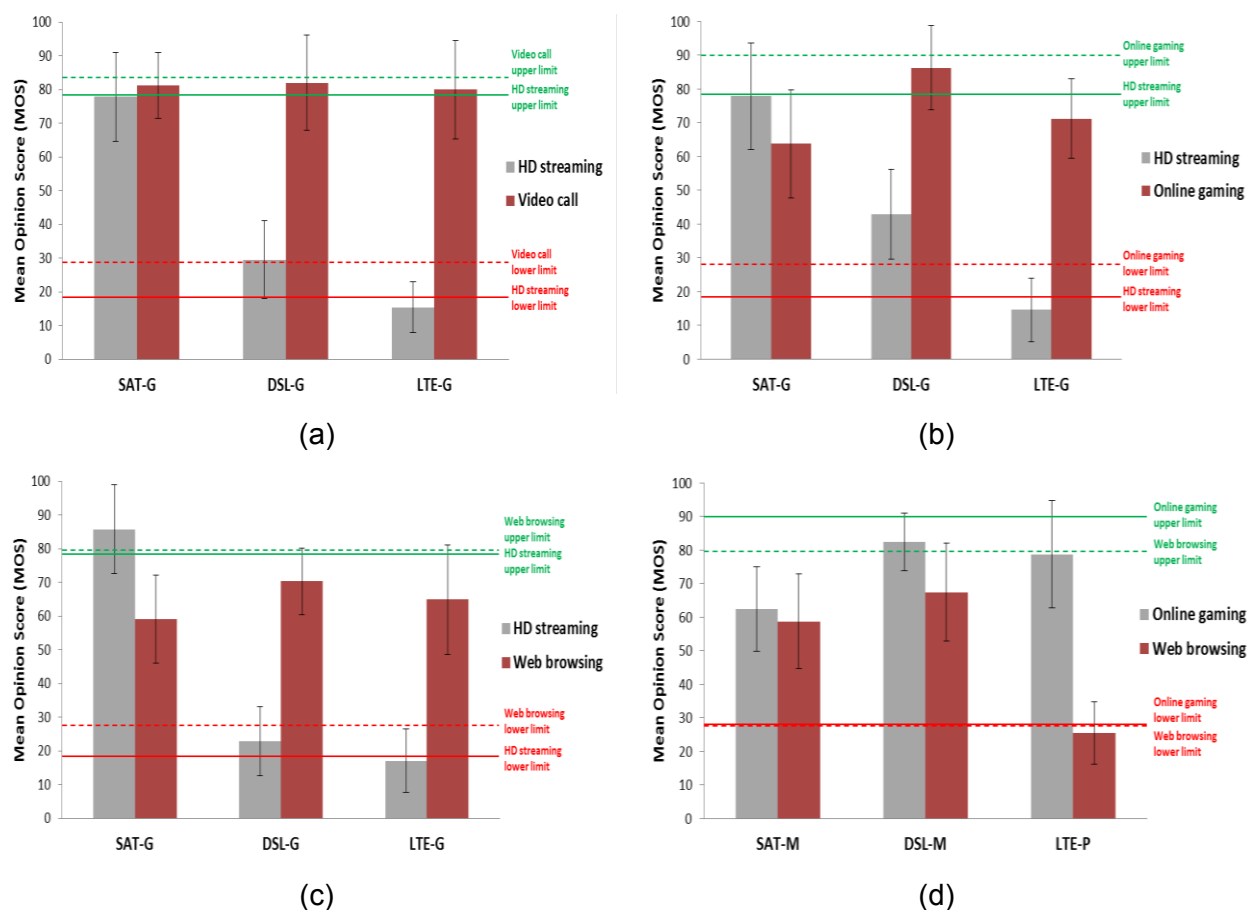 Mean Opinion Score (MOS)
100
90
80
70
60
50
40
30
20
10
0
Video call
upper limit
HD streaming
upper limit
HD streaming
Video call
Video call
lower limit
HD streaming
lower limit
SAT-G DSL-G LTE-G
(a)
Mean Opinion Score (MOS)
100
90
80
70
60
50
40
30
20
10
0
Online gaming
upper limit
HD streaming
upper limit
HD streaming
Online gaming
Online gaming
lower limit
HD streaming
lower limit
SAT-G DSL-G LTE-G
(b)
Mean Opinion Score (MOS)
100
90
80
70
60
50
40
30
20
10
0
Web browsing
upper limit
HD streaming
upper limit
HD streaming
Web browsing
Web browsing
lower limit
HD streaming
lower limit
SAT-G DSL-G LTE-G
(c)
Mean Opinion Score (MOS)
100
90
80
70
60
50
40
30
20
10
0
Online gaming
upper limit
Web browsing
upper limit
Online gaming
Web browsing
Online gaming
lower limit
Web browsing
lower limit
SAT-M DSL-M LTE-P
(d)